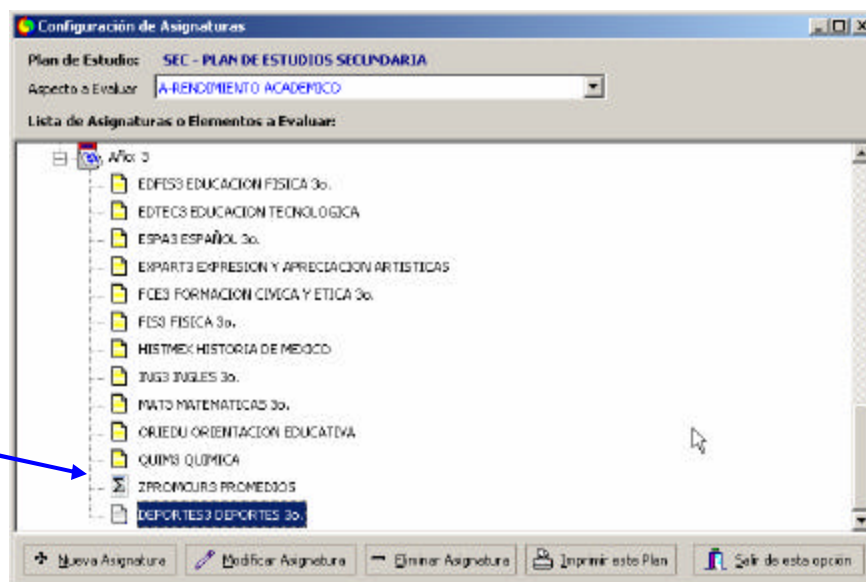 Configuración de Asignaturas
Plan de Estudio: SEC - PLAN DE ESTUDIOS SECUNDARIA
Aspecto a Evaluar A-RENDIMIENTO ACADEMICO
Lista de Asignaturas o Elementos a Evaluar:
Año: 3
EDFIS3 EDUCACION FISICA 3o.
EDTEC3 EDUCACION TECNOLOGICA
ESPA3 ESPAÑOL 3o.
EXPART3 EXPRESION Y APRECIACION ARTISTICAS
FCE3 FORMACION CIVICA Y ETICA 3o.
FIS3 FISICA 3o.
HISTMEX HISTORIA DE MEXICO
ING3 INGLES 3o.
MAT3 MATEMATICAS 3o.
ORIEDU ORIENTACION EDUCATIVA
QUIM3 QUIMICA
Σ ZPROMCUR3 PROMEDIOS
DEPORTES3 DEPORTES 3o.
Nueva Asignatura Modificar Asignatura Eliminar Asignatura Imprimir este Plan Salir de esta opción